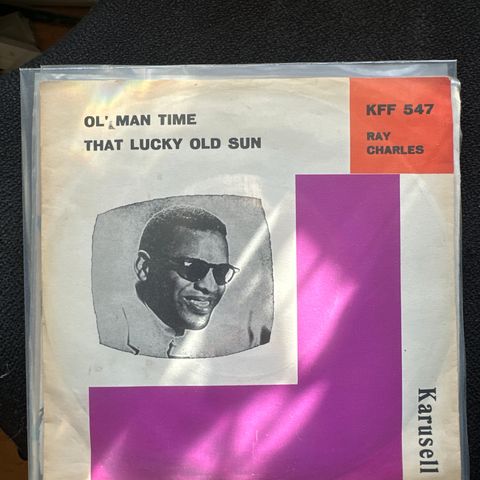 OL' MAN TIME
THAT LUCKY OLD SUN
KFF 547
RAY
CHARLES
Karusell